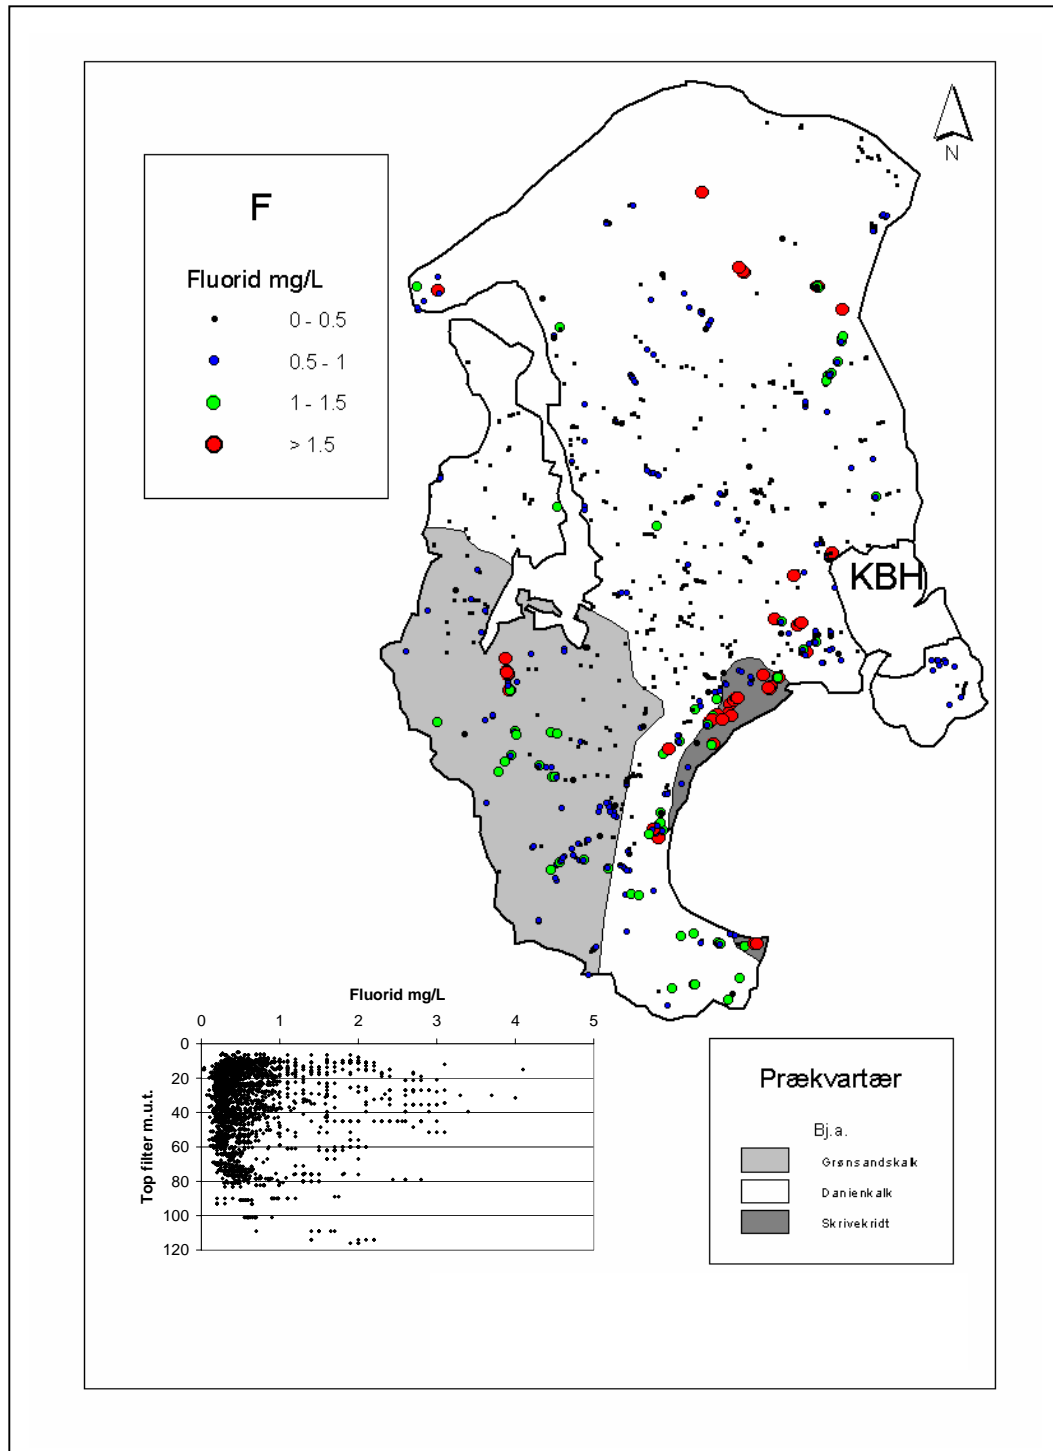 N
F
Fluorid mg/L
0 - 0.5
0.5 - 1
1 - 1.5
> 1.5
KBH
Fluorid mg/L
0 1 2 3 4 5
0
20
40
60
80
100
120
Top filter m.u.t.
Prækvartær
Bj.a.
Grønsandskalk
Danienkalk
Skrivekridt